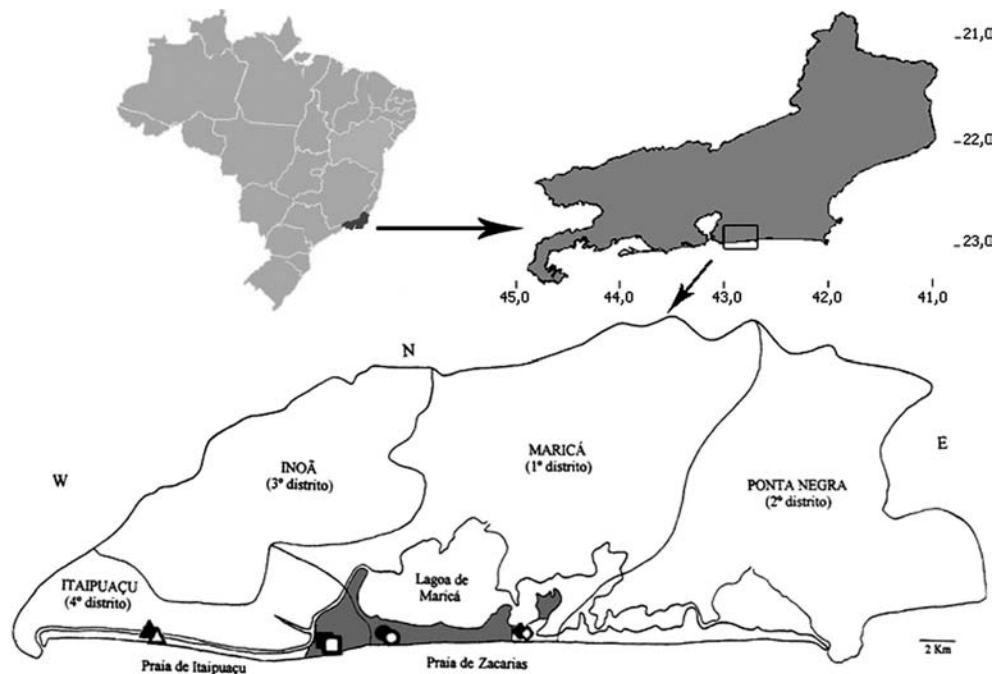 -21,0
-22,0
-23,0
45,0 44,0 43,0 42,0 41,0
N
W
E
INOÃ
(3º distrito)
MARICÁ
(1º distrito)
PONTA NEGRA
(2º distrito)
ITAIPUAÇU
(4º distrito)
Lagoa de
Maricá
Praia de Itaipuaçu
Praia de Zacarias
2 Km